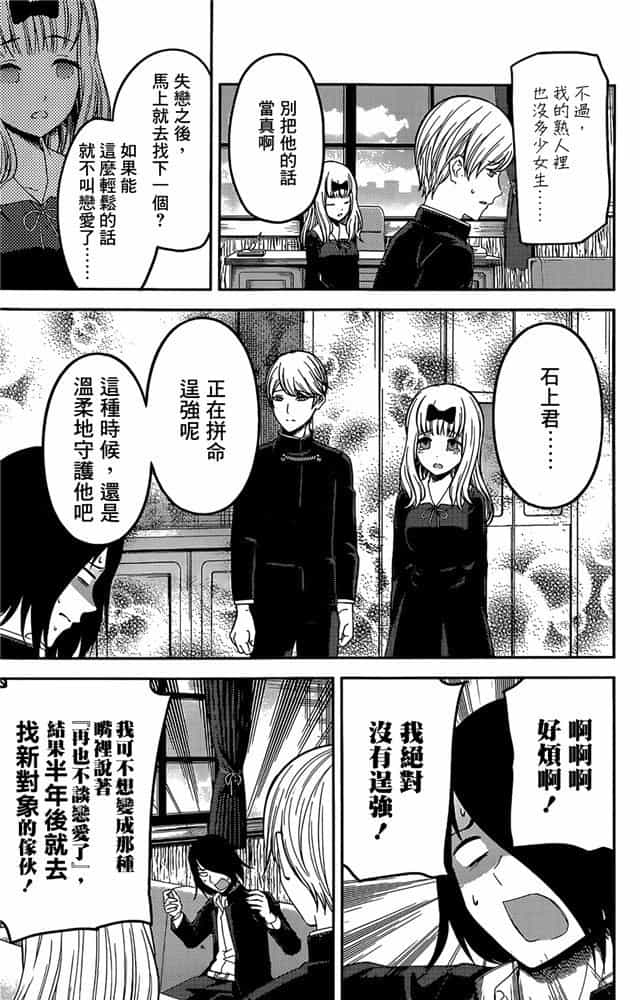 不過，
我的熟人裡
也沒多少女生……
別把他的話
當真啊
失戀之後，
馬上就去找下一個？
如果能
這麼輕鬆的話
就不叫戀愛了……
石上君……
正在拼命
逞強呢
這種時候，還是
溫柔地守護他吧
啊啊啊
好煩啊！
我絕對
沒有逞強！
我可不想變成那種
嘴裡說著
『再也不談戀愛了』，
結果半年後就去
找新對象的傢伙！